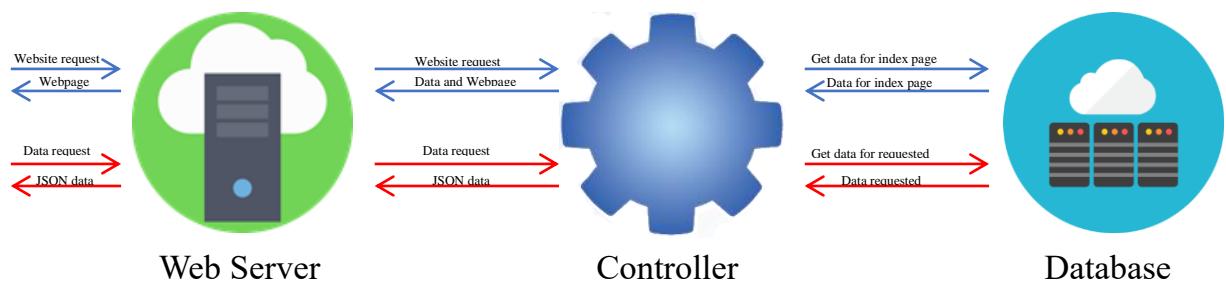 Website request
Website request
Get data for index page
Webpage
Data and Webpage
Data for index page
Data request
Data request
Get data for requested
JSON data
JSON data
Data requested
Web Server
Controller
Database